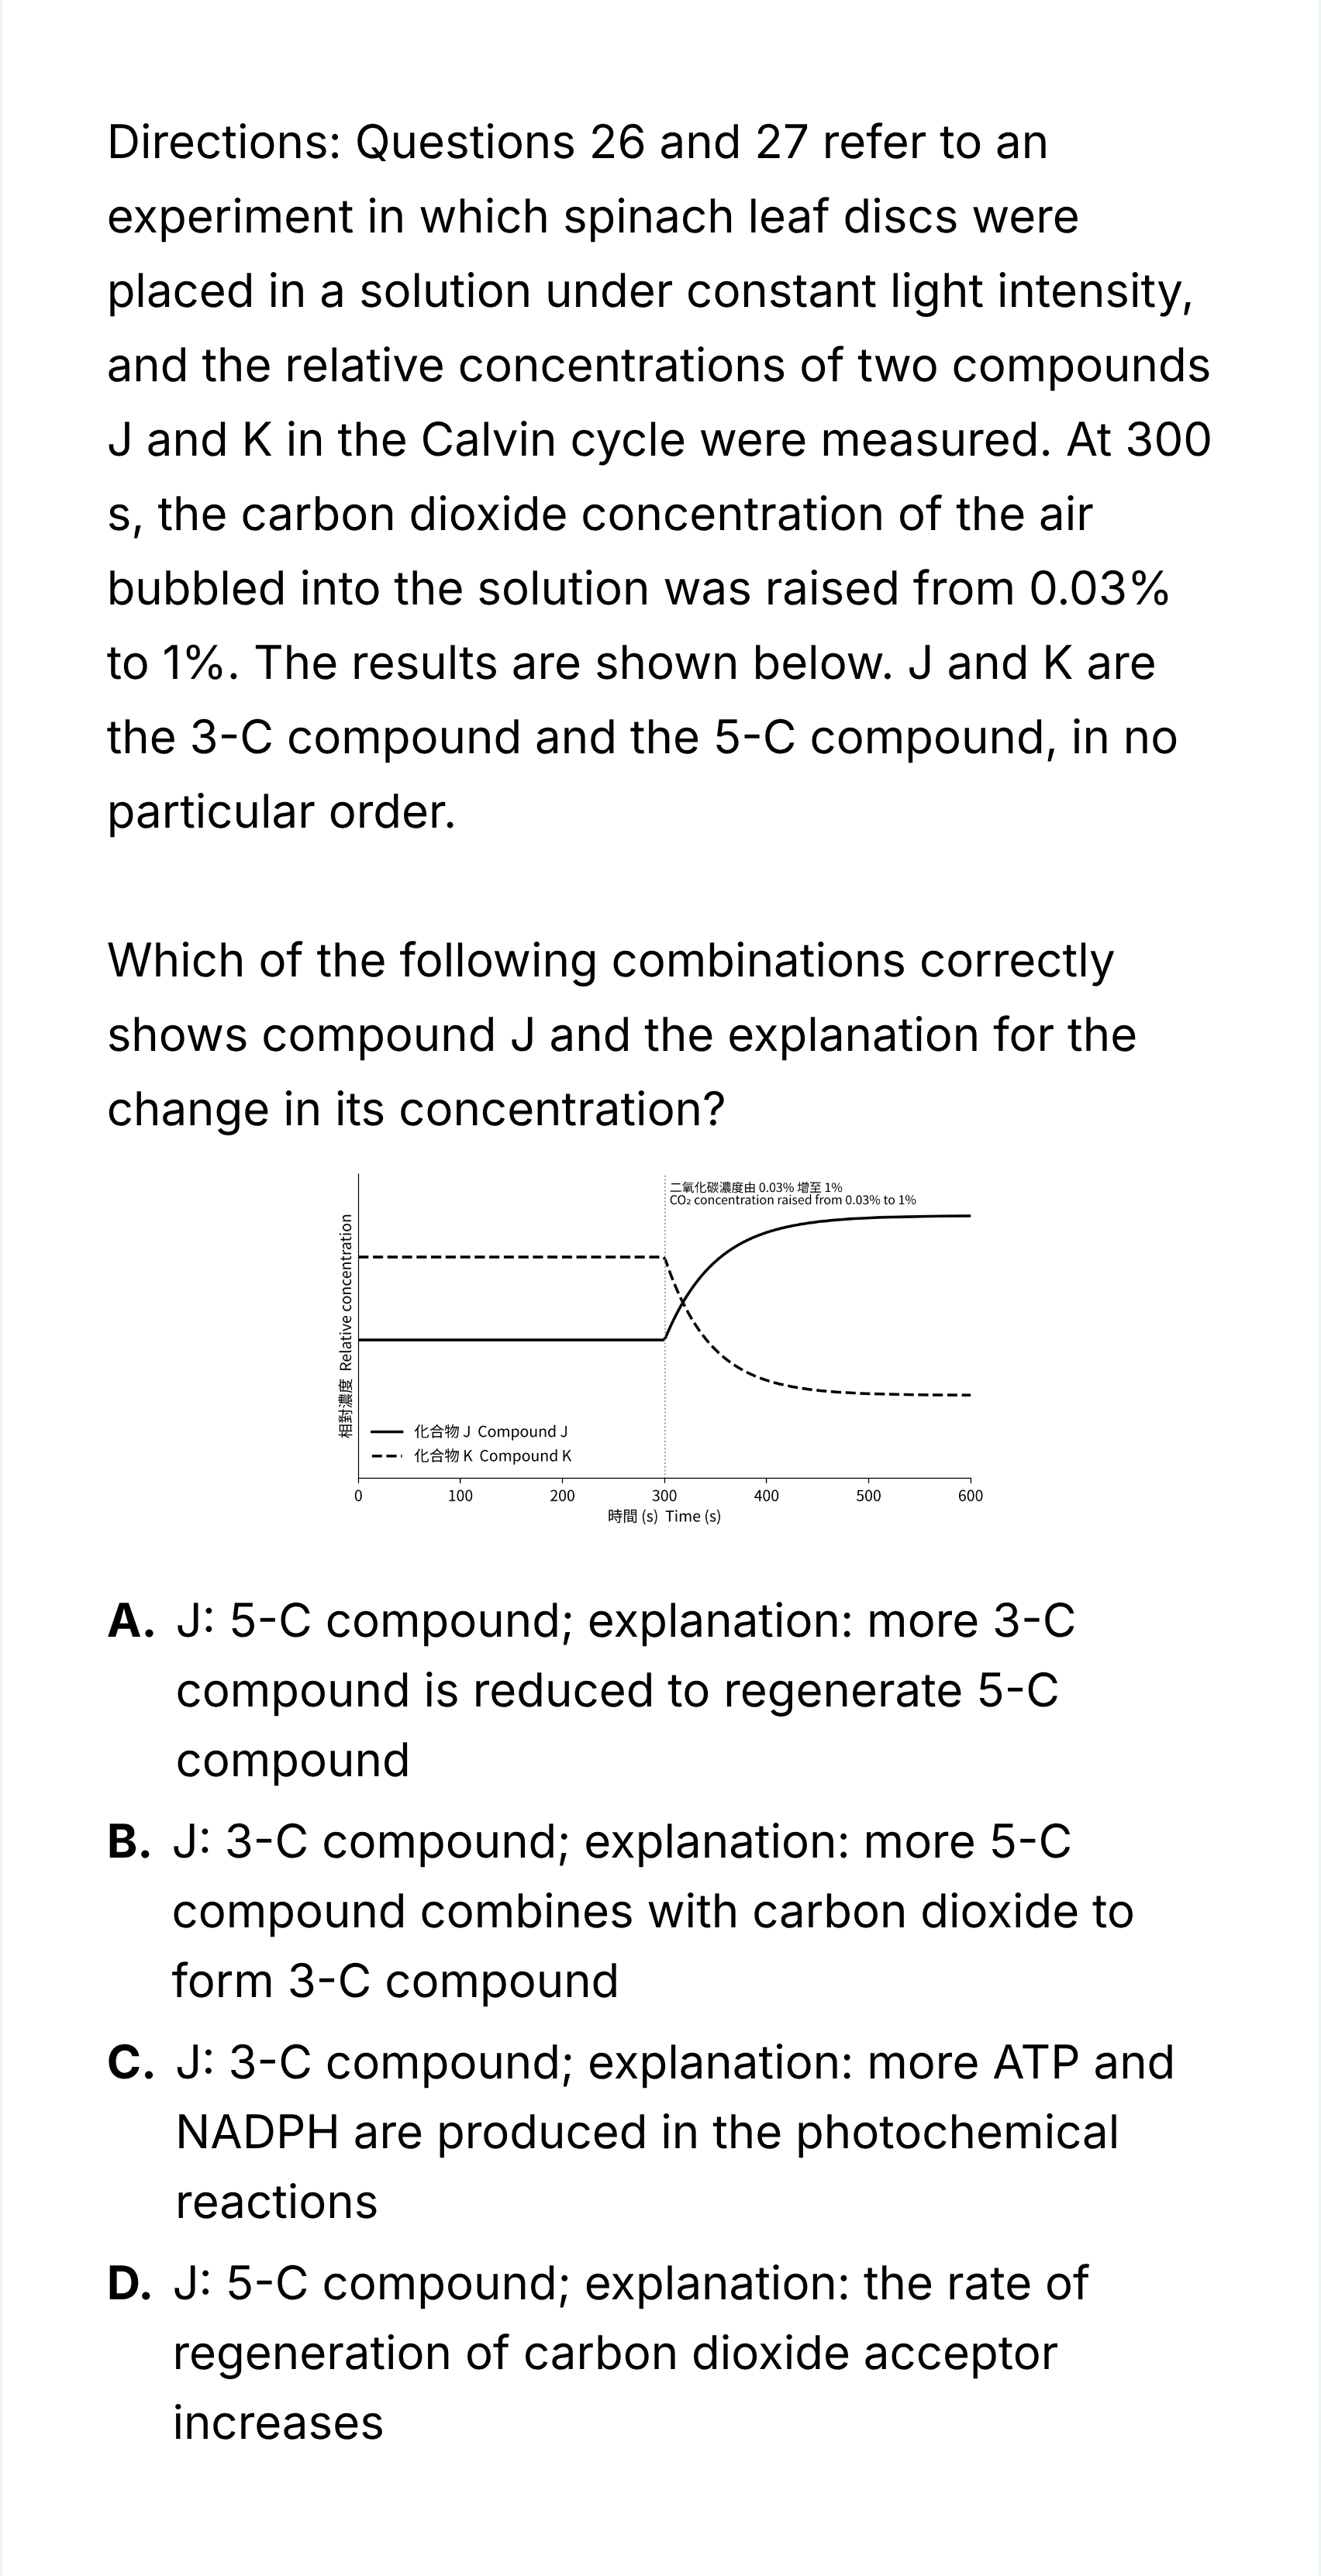 Directions: Questions 26 and 27 refer to an
experiment in which spinach leaf discs were
placed in a solution under constant light intensity,
and the relative concentrations of two compounds
J and K in the Calvin cycle were measured. At 300
s, the carbon dioxide concentration of the air
bubbled into the solution was raised from 0.03%
to 1%. The results are shown below. J and K are
the 3-C compound and the 5-C compound, in no
particular order.
Which of the following combinations correctly
shows compound J and the explanation for the
change in its concentration?
二氧化碳濃度由 0.03% 增至 1%
CO₂ concentration raised from 0.03% to 1%
相對濃度 Relative concentration
化合物 J Compound J
化合物 K Compound K
0 100 200 300 400 500 600
時間 (s) Time (s)
A. J: 5-C compound; explanation: more 3-C
compound is reduced to regenerate 5-C
compound
B. J: 3-C compound; explanation: more 5-C
compound combines with carbon dioxide to
form 3-C compound
C. J: 3-C compound; explanation: more ATP and
NADPH are produced in the photochemical
reactions
D. J: 5-C compound; explanation: the rate of
regeneration of carbon dioxide acceptor
increases